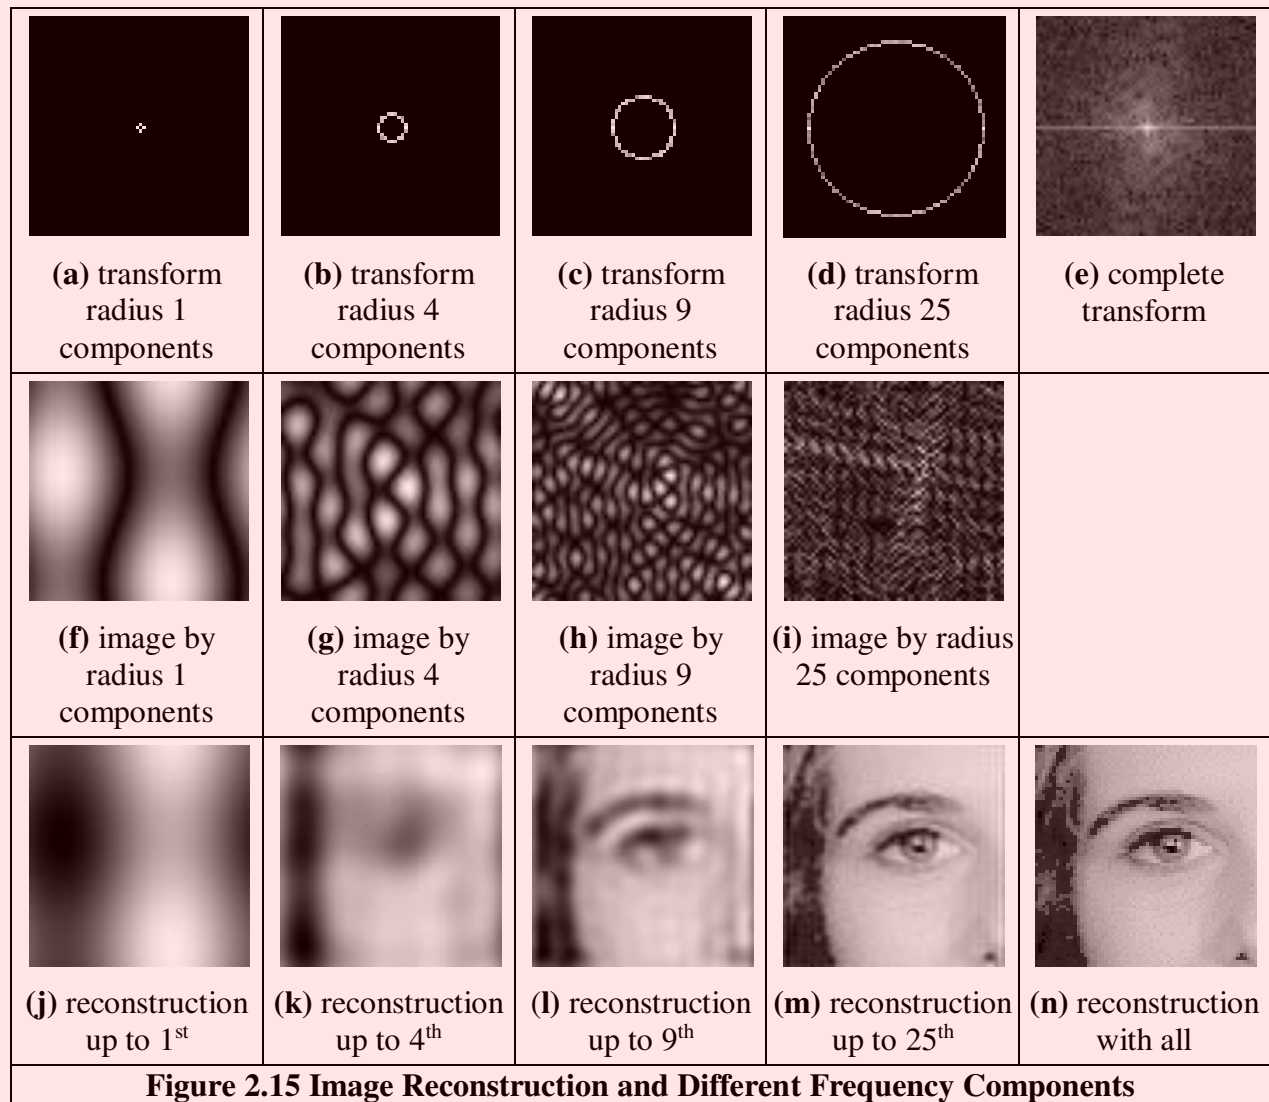 (a) transform
radius 1
components
(b) transform
radius 4
components
(c) transform
radius 9
components
(d) transform
radius 25
components
(e) complete
transform
(f) image by
radius 1
components
(g) image by
radius 4
components
(h) image by
radius 9
components
(i) image by radius
25 components
(j) reconstruction
up to 1st
(k) reconstruction
up to 4th
(l) reconstruction
up to 9th
(m) reconstruction
up to 25th
(n) reconstruction
with all
Figure 2.15 Image Reconstruction and Different Frequency Components